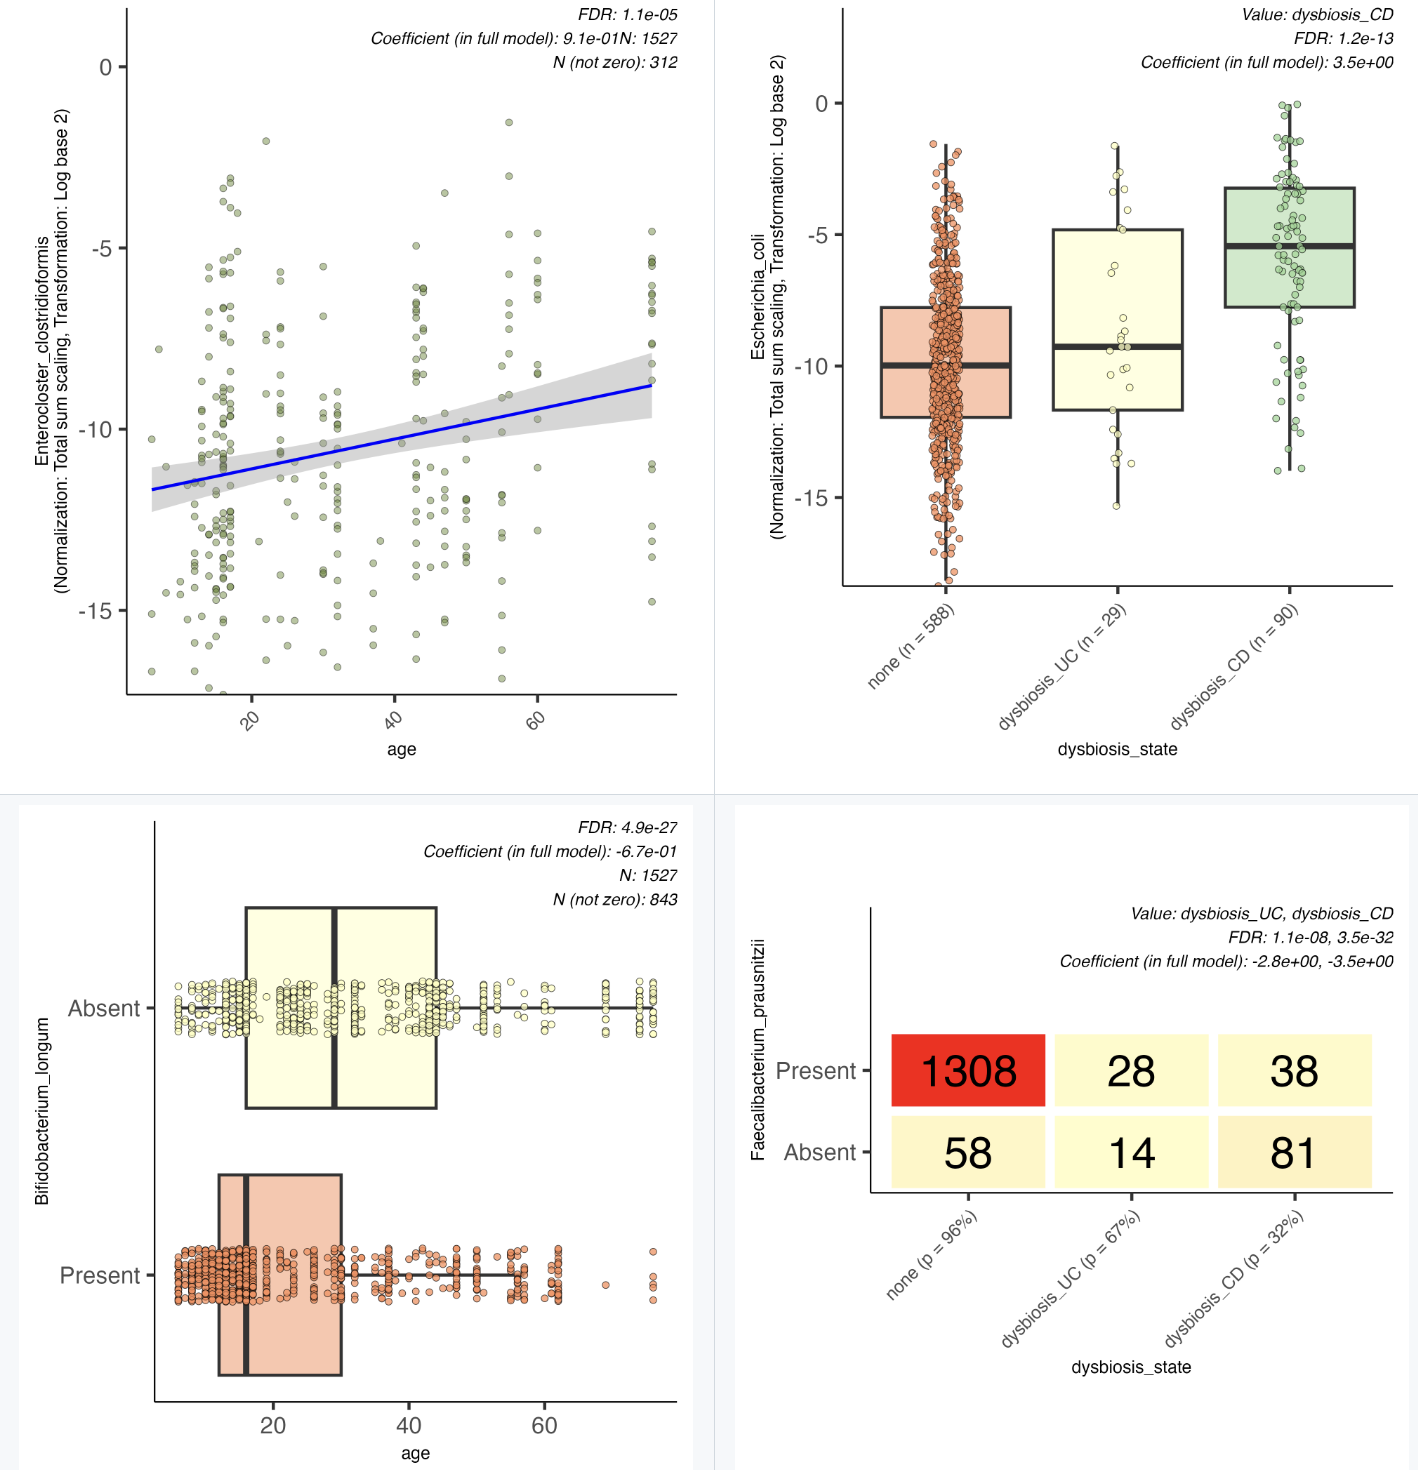 FDR: 1.1e-05
Coefficient (in full model): 9.1e-01N: 1527
N (not zero): 312
Enterocloster_clostridioformis
(Normalization: Total sum scaling, Transformation: Log base 2)
0
-5
-10
-15
20
40
60
age
Value: dysbiosis_CD
FDR: 1.2e-13
Coefficient (in full model): 3.5e+00
Escherichia_coli
(Normalization: Total sum scaling, Transformation: Log base 2)
0
-5
-10
-15
none (n = 588)
dysbiosis_UC (n = 29)
dysbiosis_CD (n = 90)
dysbiosis_state
FDR: 4.9e-27
Coefficient (in full model): -6.7e-01
N: 1527
N (not zero): 843
Bifidobacterium_longum
Absent
Present
20
40
60
age
Value: dysbiosis_UC, dysbiosis_CD
FDR: 1.1e-08, 3.5e-32
Coefficient (in full model): -2.8e+00, -3.5e+00
Faecalibacterium_prausnitzii
Present
1308
28
38
Absent
58
14
81
none (p = 96%)
dysbiosis_UC (p = 67%)
dysbiosis_CD (p = 32%)
dysbiosis_state